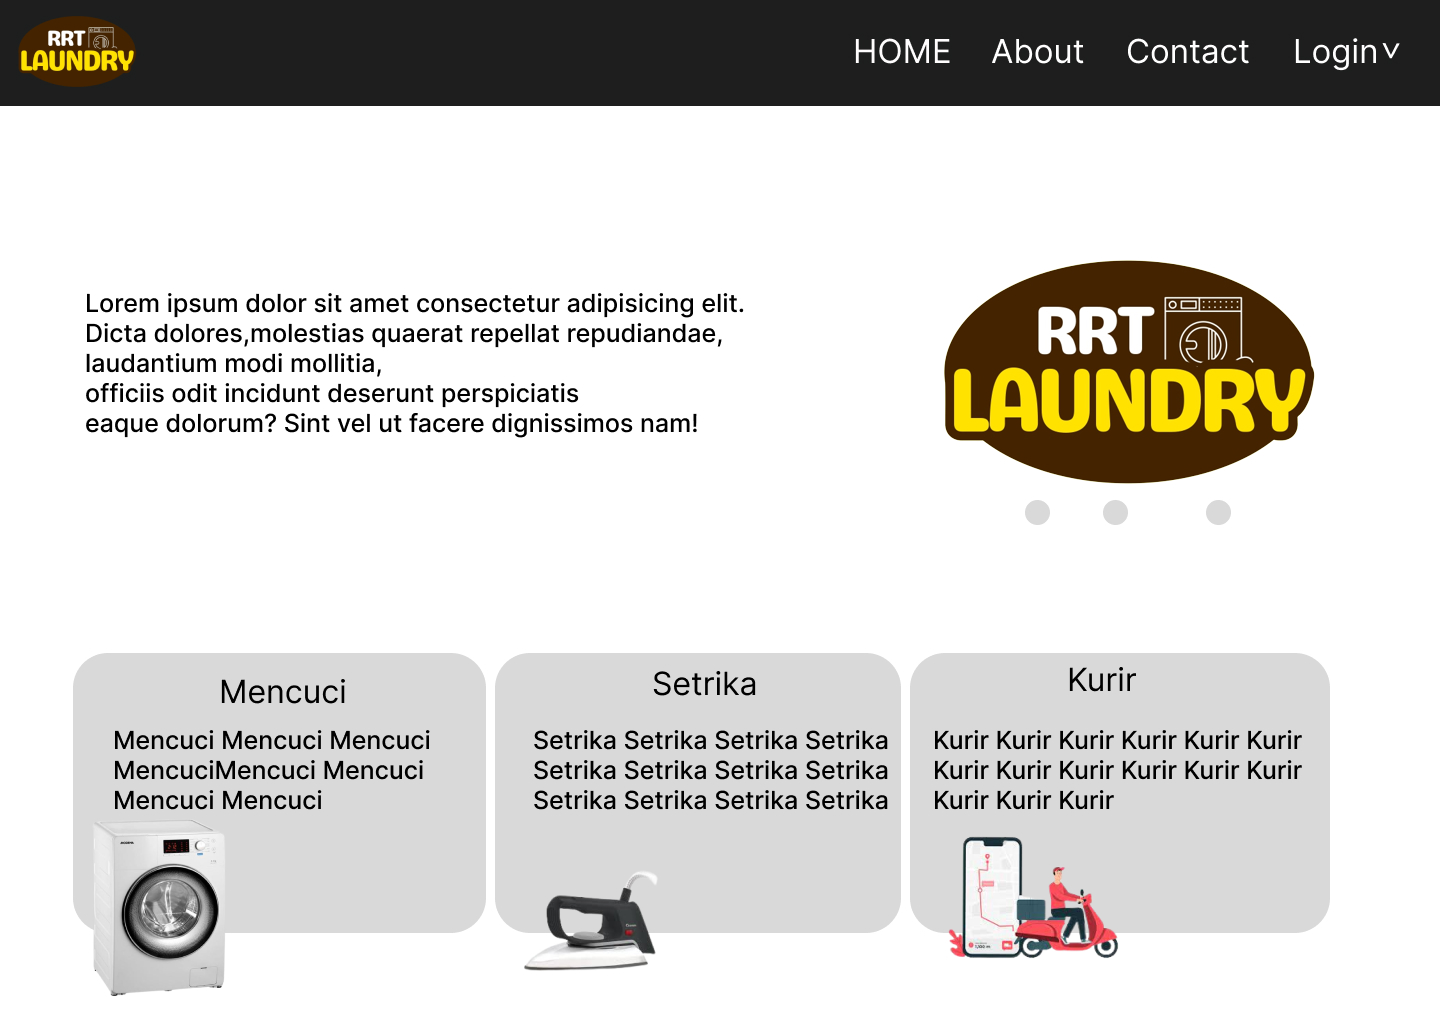 RRT
LAUNDRY
HOME About Contact Login
Lorem ipsum dolor sit amet consectetur adipisicing elit.
Dicta dolores,molestias quaerat repellat repudiandae,
laudantium modi mollitia,
officiis odit incidunt deserunt perspiciatis
eaque dolorum? Sint vel ut facere dignissimos nam!
RRT
LAUNDRY
Mencuci
Mencuci Mencuci Mencuci
MencuciMencuci Mencuci
Mencuci Mencuci
Setrika
Setrika Setrika Setrika Setrika
Setrika Setrika Setrika Setrika
Setrika Setrika Setrika Setrika
Kurir
Kurir Kurir Kurir Kurir Kurir Kurir
Kurir Kurir Kurir Kurir Kurir Kurir
Kurir Kurir Kurir